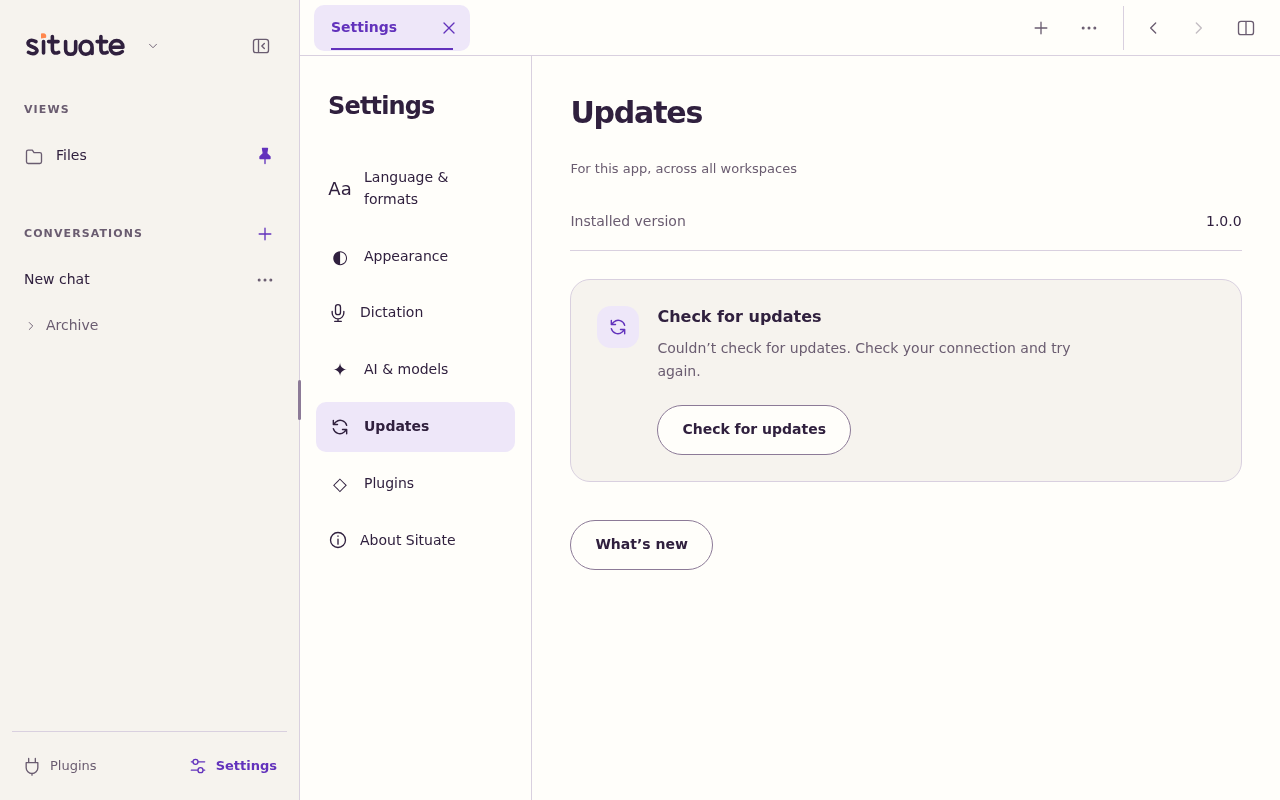 situate
VIEWS
Files
CONVERSATIONS
New chat
Archive
Plugins
Settings
Settings
Settings
Aa
Language &
formats
Appearance
Dictation
AI & models
Updates
Plugins
About Situate
Updates
For this app, across all workspaces
Installed version 1.0.0
Check for updates
Couldn’t check for updates. Check your connection and try
again.
Check for updates
What’s new